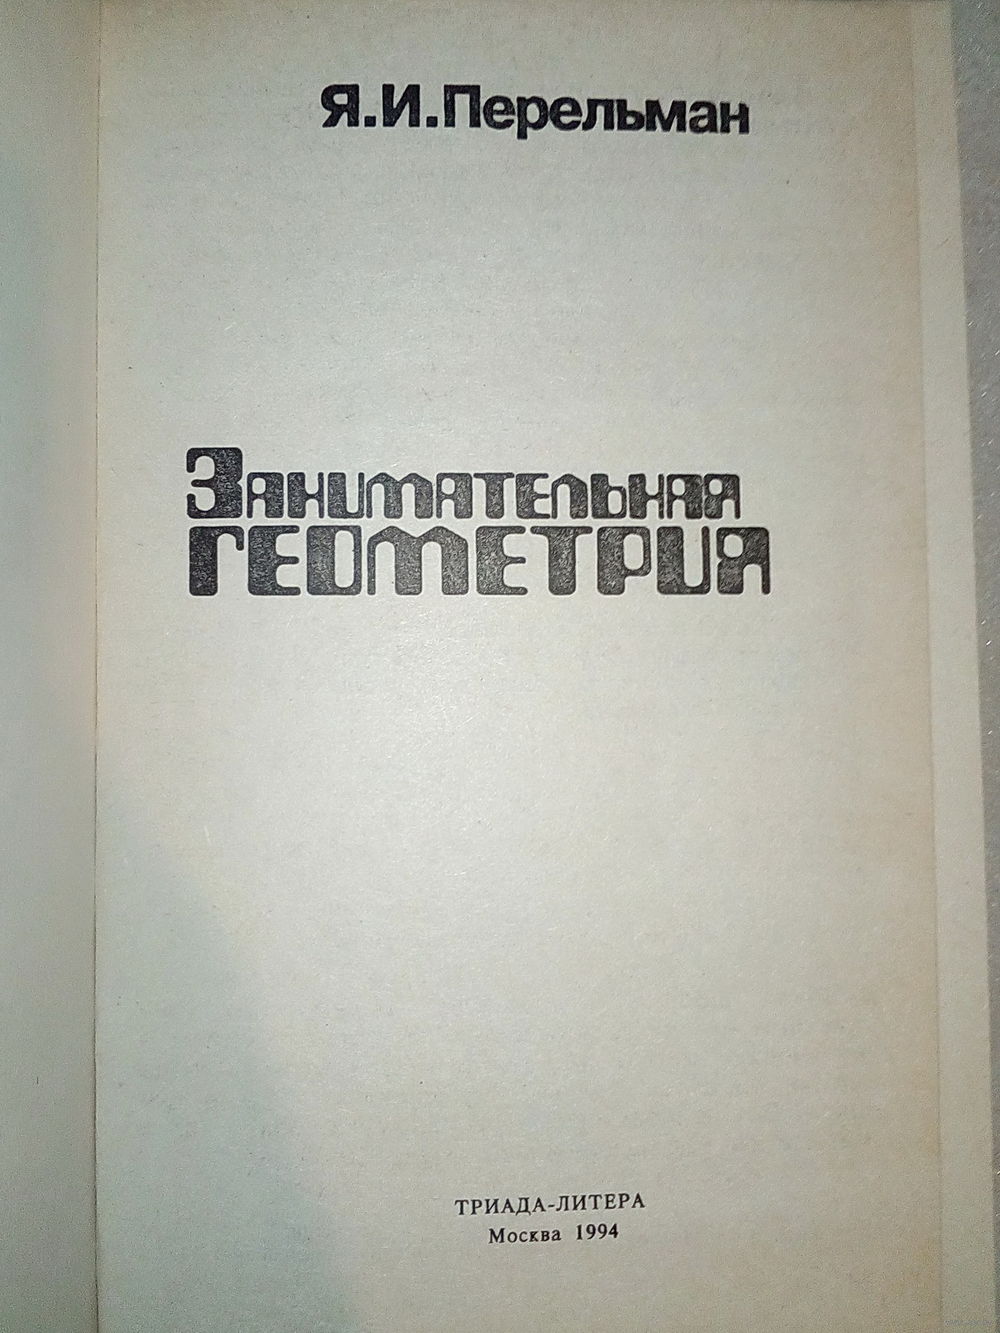 Я.И.Перельман
Занимательная
ГЕОМЕТРИЯ
ТРИАДА-ЛИТЕРА
Москва 1994